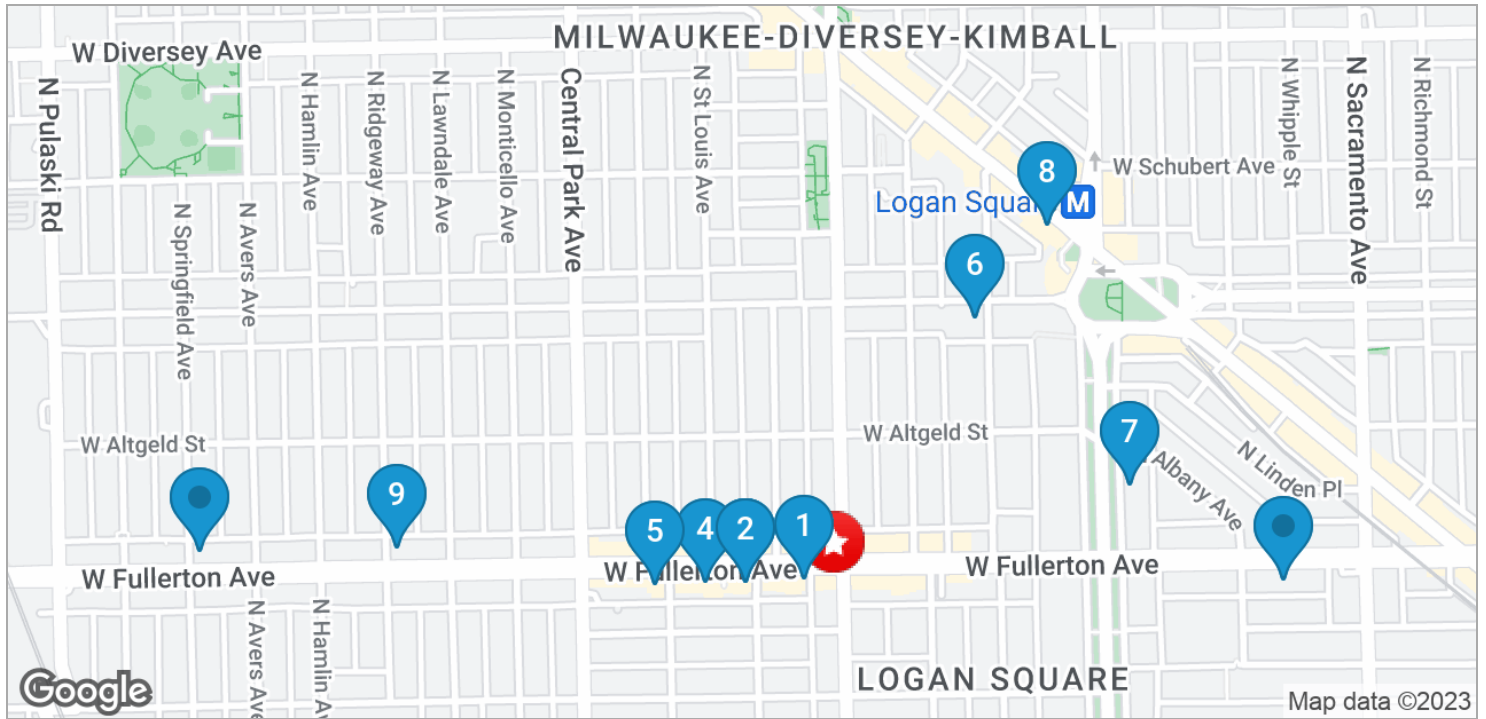 MILWAUKEE-DIVERSEY-KIMBALL
W Diversey Ave
N Pulaski Rd
N Hamlin Ave
N Ridgeway Ave
N Lawndale Ave
N Monticello Ave
Central Park Ave
N St Louis Ave
N Whipple St
N Sacramento Ave
N Richmond St
W Schubert Ave
8
Logan Squar
M
N Springfield Ave
N Avers Ave
6
W Altgeld St
W Altgeld St
7
Albany Ave
N Linden Pl
9
5
4
2
1
W Fullerton Ave
W Fullerton Ave
W Fullerton Ave
N Avers Ave
N Hamlin Av
LOGAN SQUARE
Google
Map data ©2023